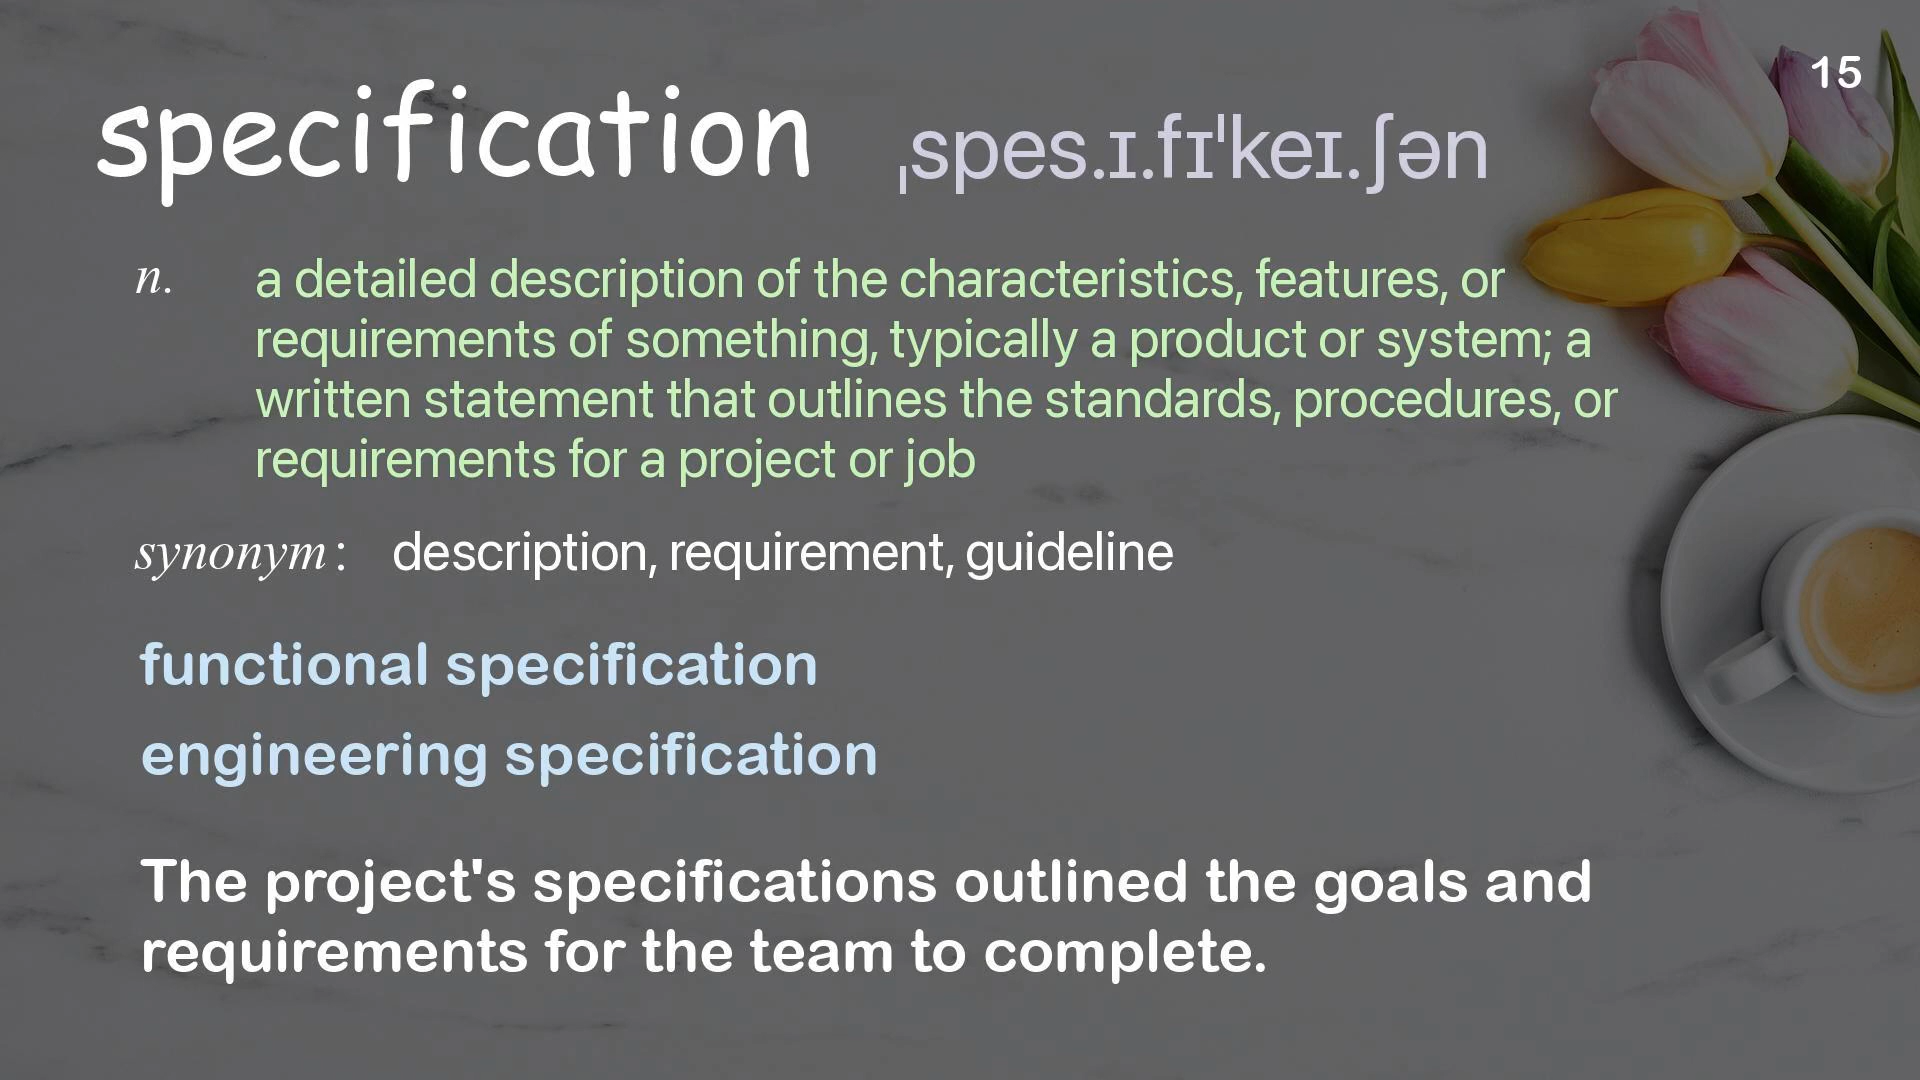 15
specification ˌspes.ɪ.fɪˈkeɪ.ʃən
n. a detailed description of the characteristics, features, or
requirements of something, typically a product or system; a
written statement that outlines the standards, procedures, or
requirements for a project or job
synonym: description, requirement, guideline
functional specification
engineering specification
The project's specifications outlined the goals and
requirements for the team to complete.